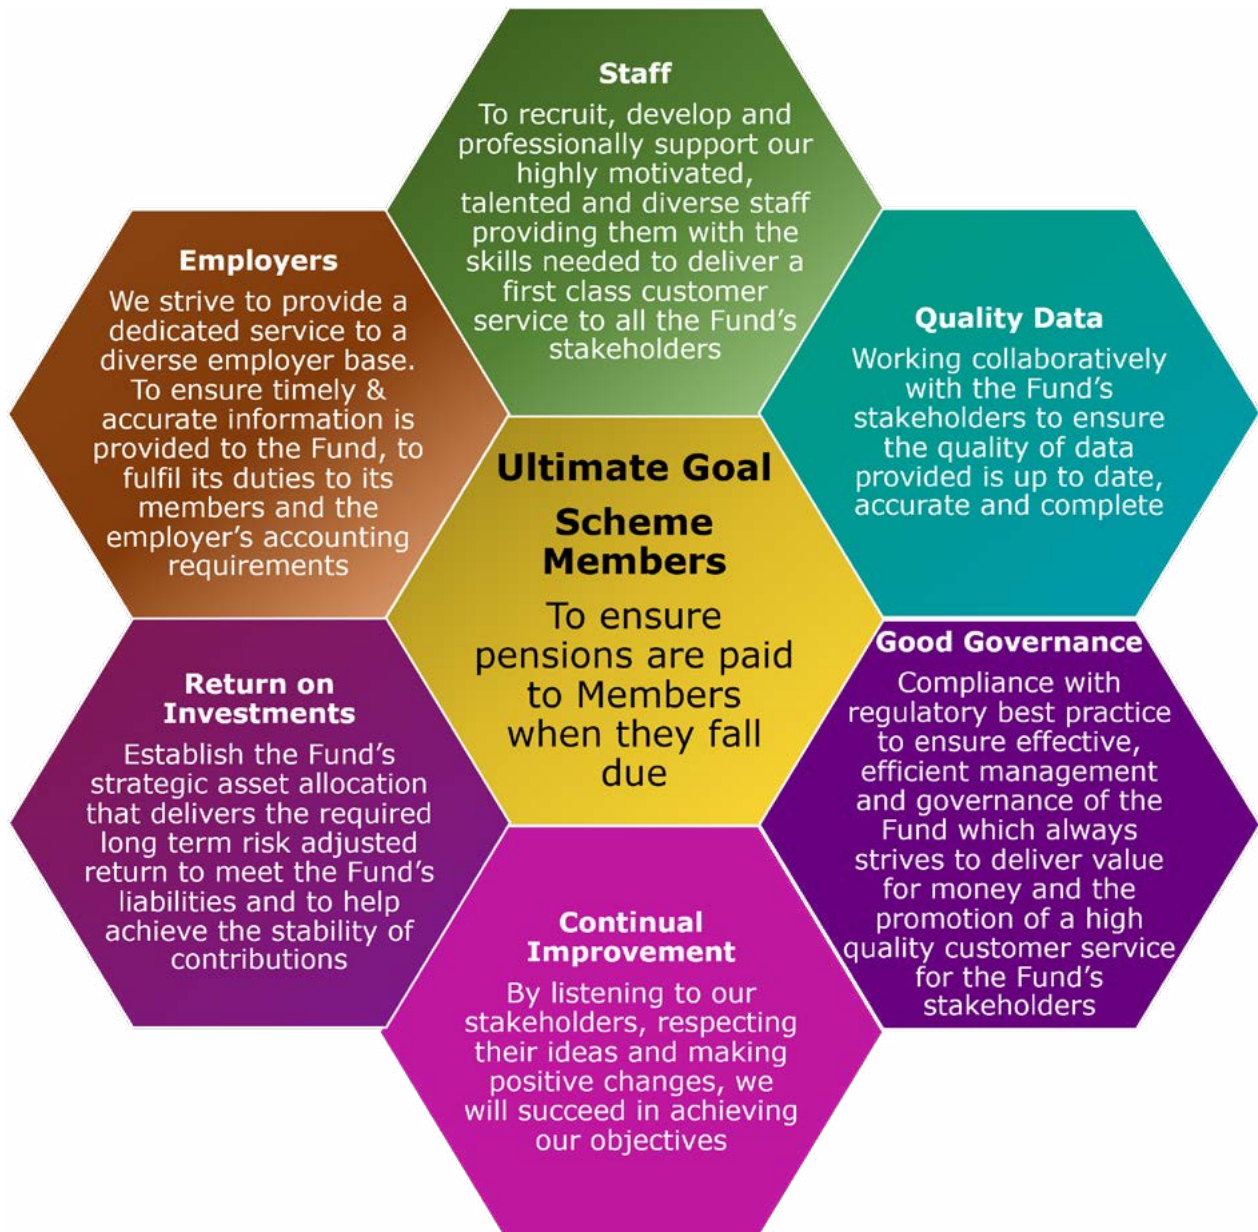 Staff
To recruit, develop and
professionally support our
highly motivated,
talented and diverse staff
providing them with the
skills needed to deliver a
first class customer
service to all the Fund's
stakeholders
Employers
We strive to provide a
dedicated service to a
diverse employer base.
To ensure timely &
accurate information is
provided to the Fund, to
fulfil its duties to its
members and the
employer's accounting
requirements
Quality Data
Working collaboratively
with the Fund's
stakeholders to ensure
the quality of data
provided is up to date,
accurate and complete
Ultimate Goal
Scheme
Members
To ensure
pensions are paid
to Members
when they fall
due
Return on
Investments
Establish the Fund's
strategic asset allocation
that delivers the required
long term risk adjusted
return to meet the Fund's
liabilities and to help
achieve the stability of
contributions
Good Governance
Compliance with
regulatory best practice
to ensure effective,
efficient management
and governance of the
Fund which always
strives to deliver value
for money and the
promotion of a high
quality customer service
for the Fund's
stakeholders
Continual
Improvement
By listening to our
stakeholders, respecting
their ideas and making
positive changes, we
will succeed in achieving
our objectives